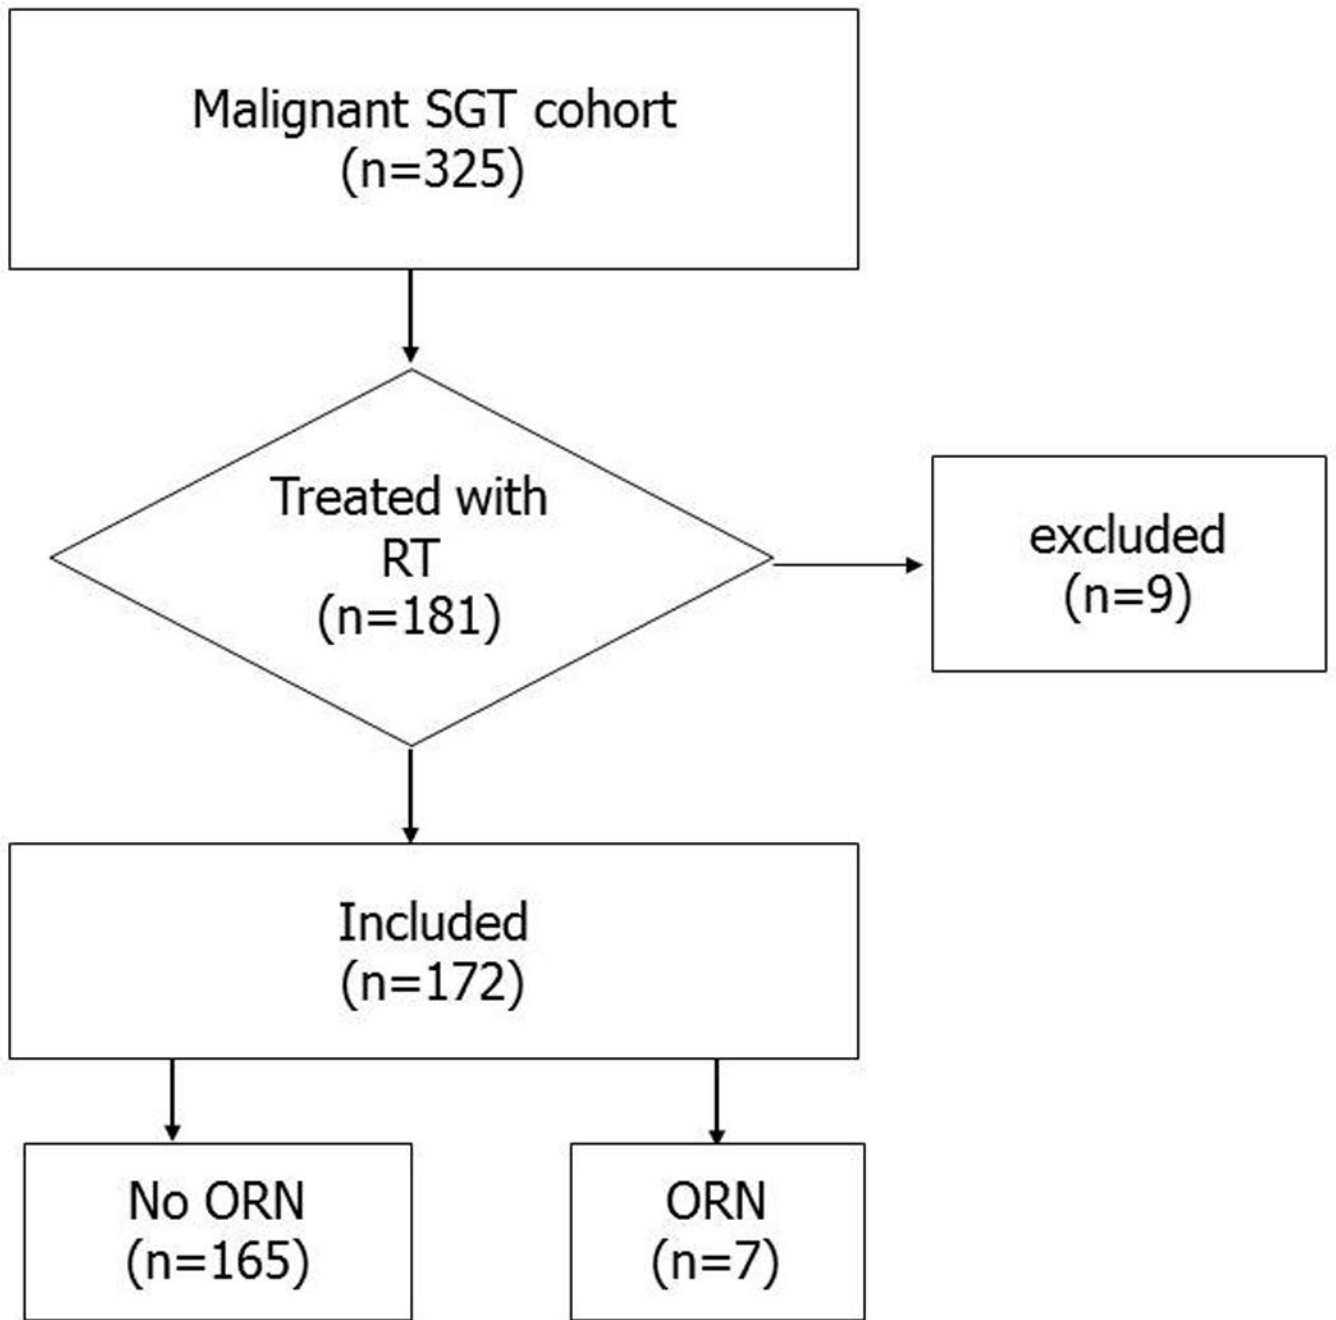 Malignant SGT cohort
(n=325)
Treated with
RT
(n=181)
excluded
(n=9)
Included
(n=172)
No ORN
(n=165)
ORN
(n=7)